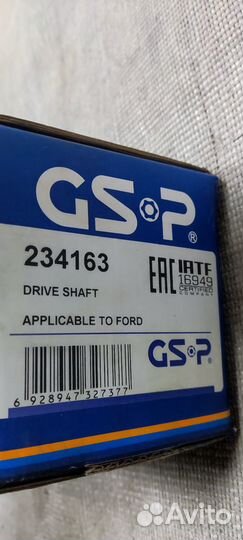 GSP®
234163
EAC IATF
16949
CERTIFIED
COMPANY
DRIVE SHAFT
APPLICABLE TO FORD
GSP®
6 928947 327377
Avito